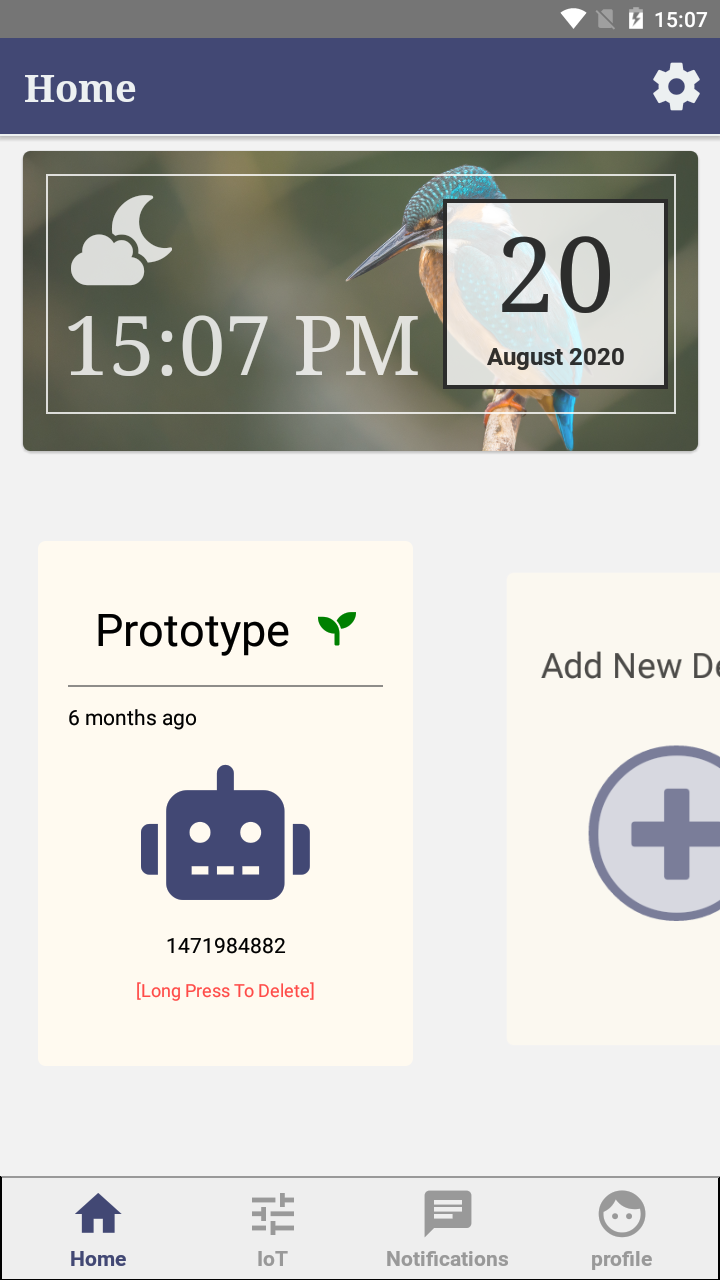 15:07
Home
20
15:07 PM
August 2020
Prototype
6 months ago
1471984882
[Long Press To Delete]
Add New De
Home
IoT
Notifications
profile